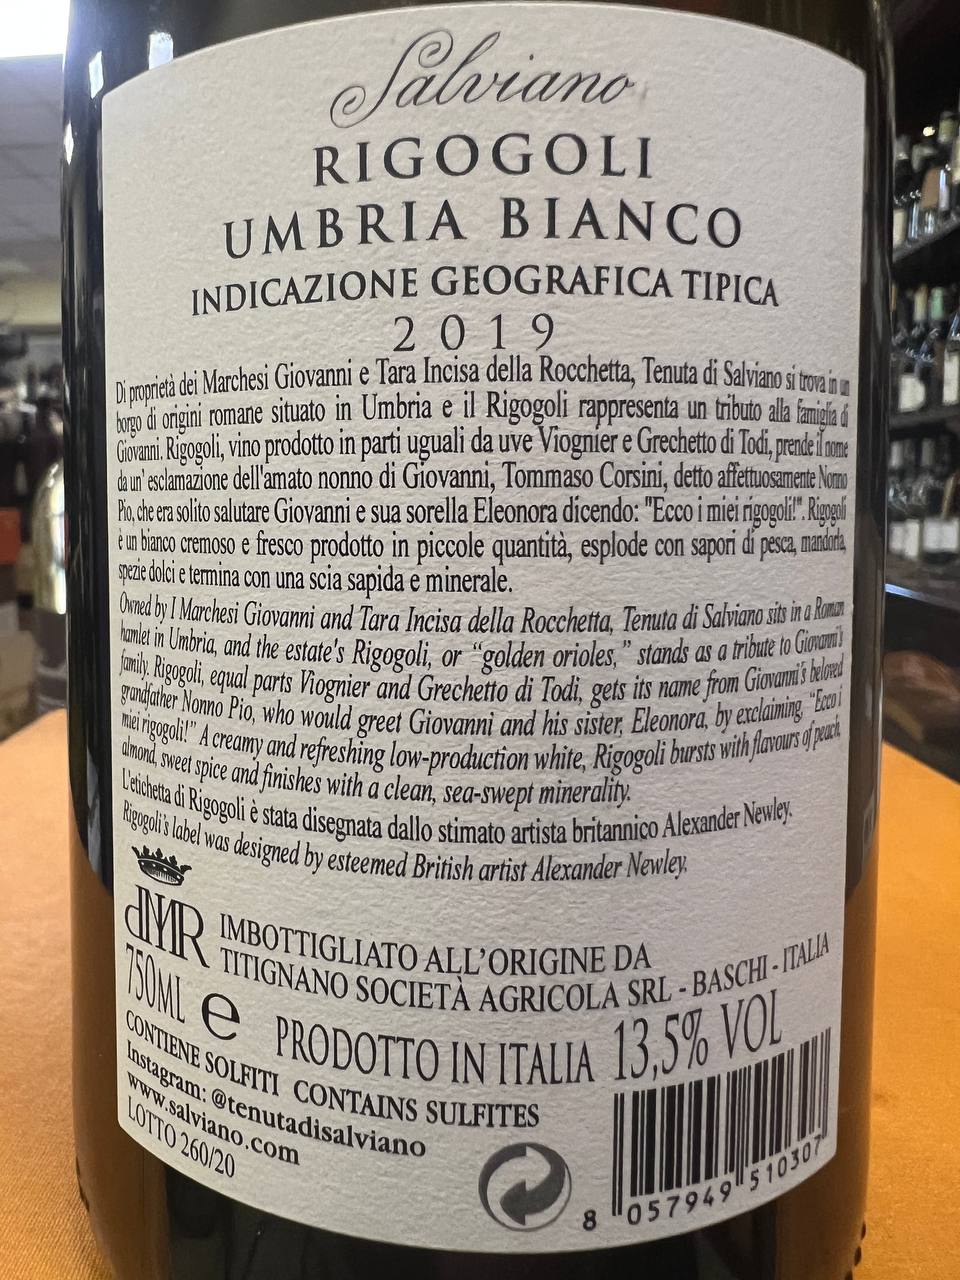 Salviano
RIGOGOLI
UMBRIA BIANCO
INDICAZIONE GEOGRAFICA TIPICA
2019
Di proprietà dei Marchesi Giovanni e Tara Incisa della Rocchetta, Tenuta di Salviano si trova in un
borgo di origini romane situato in Umbria e il Rigogoli rappresenta un tributo alla famiglia di
Giovanni. Rigogoli, vino prodotto in parti uguali da uve Viognier e Grechetto di Todi, prende il nome
da un' esclamazione dell'amato nonno di Giovanni, Tommaso Corsini, detto affettuosamente Nonno
Pio, che era solito salutare Giovanni e sua sorella Eleonora dicendo: "Ecco i miei rigogoli!". Rigogoli
è un bianco cremoso e fresco prodotto in piccole quantità, esplode con sapori di pesca, mandorla,
spezie dolci e termina con una scia sapida e minerale.
Owned by I Marchesi Giovanni and Tara Incisa della Rocchetta, Tenuta di Salviano sits in a Roman
hamlet in Umbria, and the estate's Rigogoli, or “golden orioles,” stands as a tribute to Giovanni's
family. Rigogoli, equal parts Viognier and Grechetto di Todi, gets its name from Giovanni's beloved
grandfather Nonno Pio, who would greet Giovanni and his sister, Eleonora, by exclaiming, “Ecco i
miei rigogoli!” A creamy and refreshing low-production white, Rigogoli bursts with flavours of peach,
almond, sweet spice and finishes with a clean, sea-swept minerality.
L'etichetta di Rigogoli è stata disegnata dallo stimato artista britannico Alexander Newley.
Rigogoli's label was designed by esteemed British artist Alexander Newley.
IMBOTTIGLIATO ALL'ORIGINE DA
TITIGNANO SOCIETÀ AGRICOLA SRL - BASCHI - ITALIA
750ML e PRODOTTO IN ITALIA 13,5% VOL
CONTIENE SOLFITI CONTAINS SULFITES
Instagram: @tenutadisalviano
www.salviano.com
LOTTO 260/20
8 057949 510307